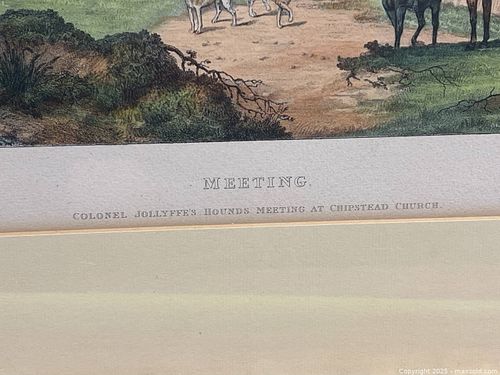 MEETING.
COLONEL JOLLYFFE'S HOUNDS MEETING AT CHIPSTEAD CHURCH.
Copyright 2025 - maxsold.com